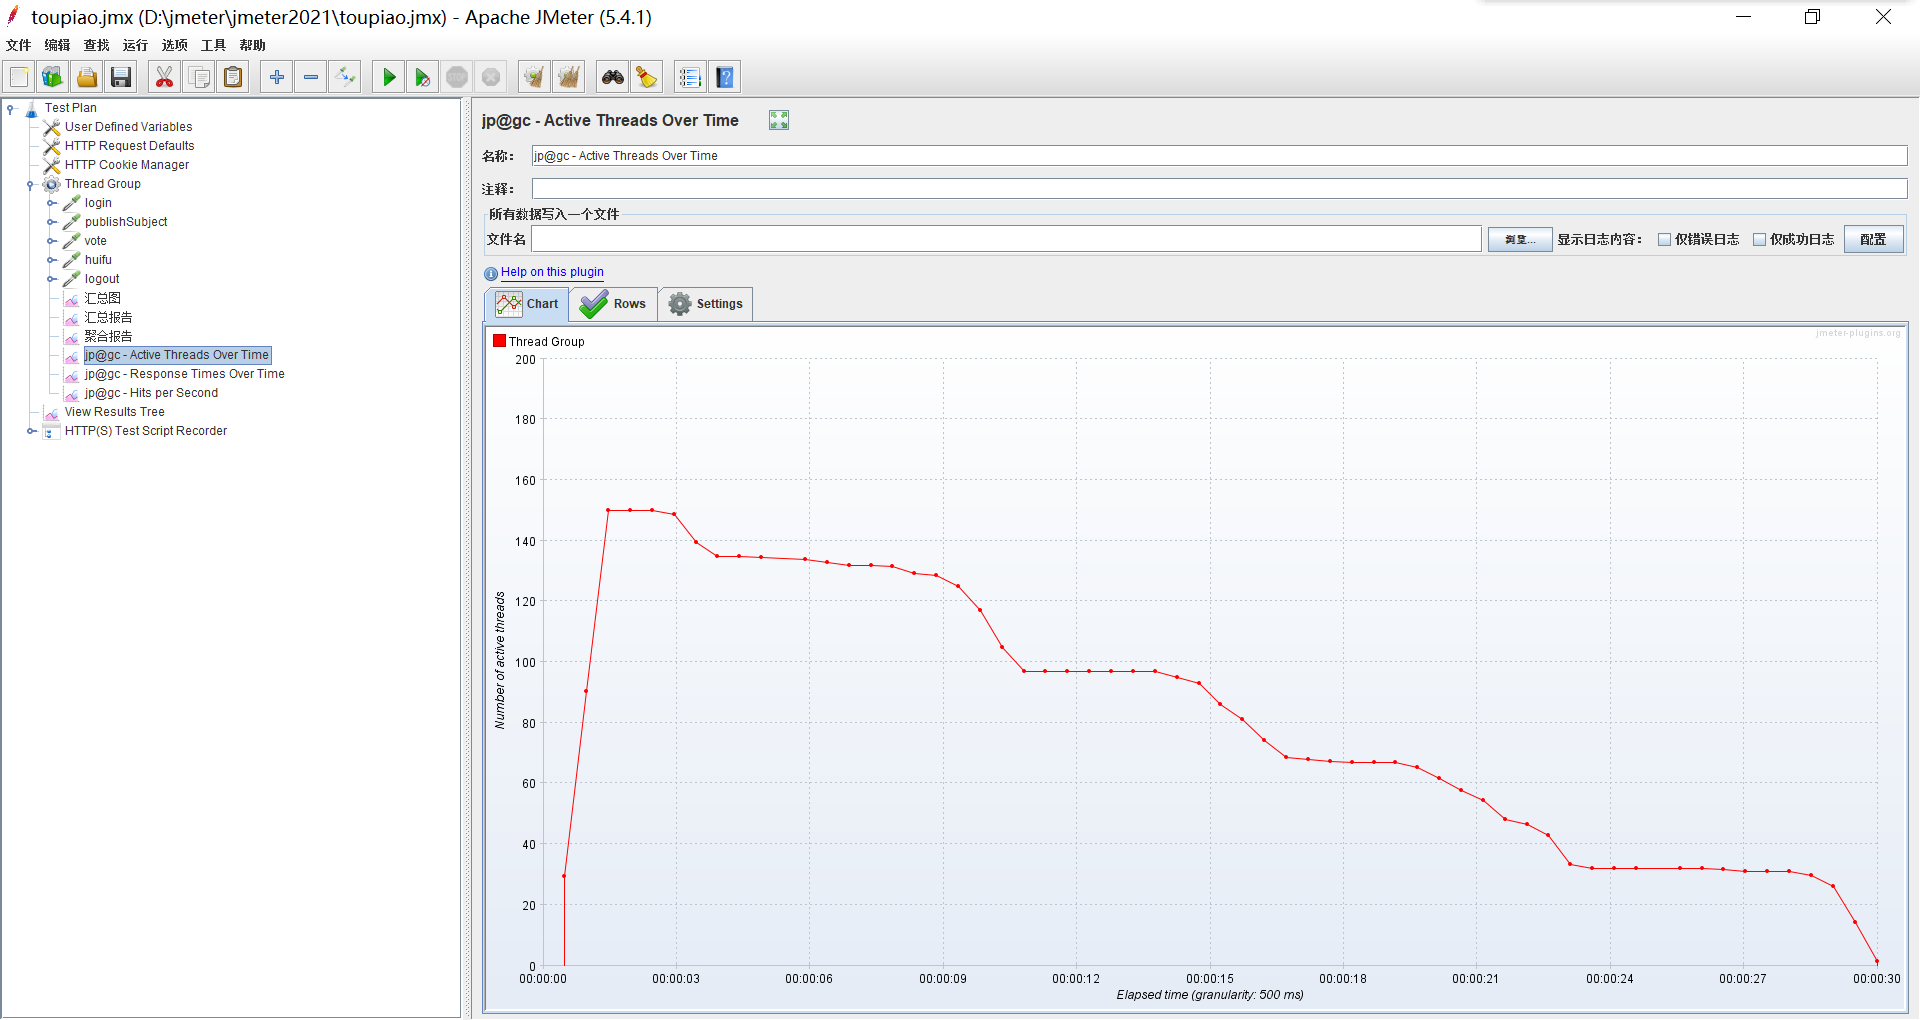 toupiao.jmx (D:\jmeter\jmeter2021\toupiao.jmx) - Apache JMeter (5.4.1)
文件 编辑 查找 运行 选项 工具 帮助
STOP
Test Plan
User Defined Variables
HTTP Request Defaults
HTTP Cookie Manager
Thread Group
login
publishSubject
vote
huifu
logout
汇总图
汇总报告
聚合报告
jp@gc - Active Threads Over Time
jp@gc - Response Times Over Time
jp@gc - Hits per Second
View Results Tree
HTTP(S) Test Script Recorder
jp@gc - Active Threads Over Time
名称： jp@gc - Active Threads Over Time
注释：
所有数据写入一个文件
文件名 浏览... 显示日志内容： 仅错误日志 仅成功日志 配置
Help on this plugin
Chart Rows Settings
jmeter-plugins.org
Thread Group
200
180
160
140
120
100
80
60
40
20
0
Number of active threads
00:00:00 00:00:03 00:00:06 00:00:09 00:00:12 00:00:15 00:00:18 00:00:21 00:00:24 00:00:27 00:00:30
Elapsed time (granularity: 500 ms)